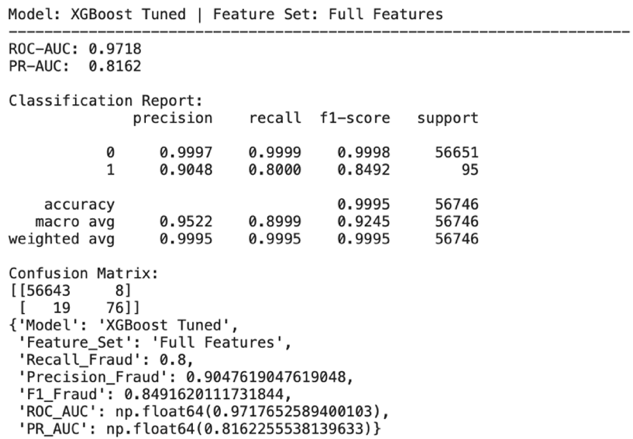 Model: XGBoost Tuned | Feature Set: Full Features
----------------------------------------------------------------------
ROC-AUC: 0.9718
PR-AUC:  0.8162

Classification Report:
              precision    recall  f1-score   support

           0     0.9997    0.9999    0.9998     56651
           1     0.9048    0.8000    0.8492        95

    accuracy                         0.9995     56746
   macro avg     0.9522    0.8999    0.9245     56746
weighted avg     0.9995    0.9995    0.9995     56746

Confusion Matrix:
[[56643     8]
 [   19    76]]
{'Model': 'XGBoost Tuned',
 'Feature_Set': 'Full Features',
 'Recall_Fraud': 0.8,
 'Precision_Fraud': 0.9047619047619048,
 'F1_Fraud': 0.8491620111731844,
 'ROC_AUC': np.float64(0.9717652589400103),
 'PR_AUC': np.float64(0.8162255538139633)}